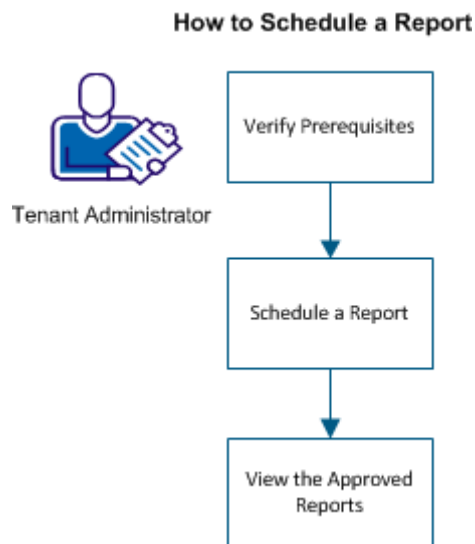 How to Schedule a Report
Verify Prerequisites
Tenant Administrator
Schedule a Report
View the Approved
Reports